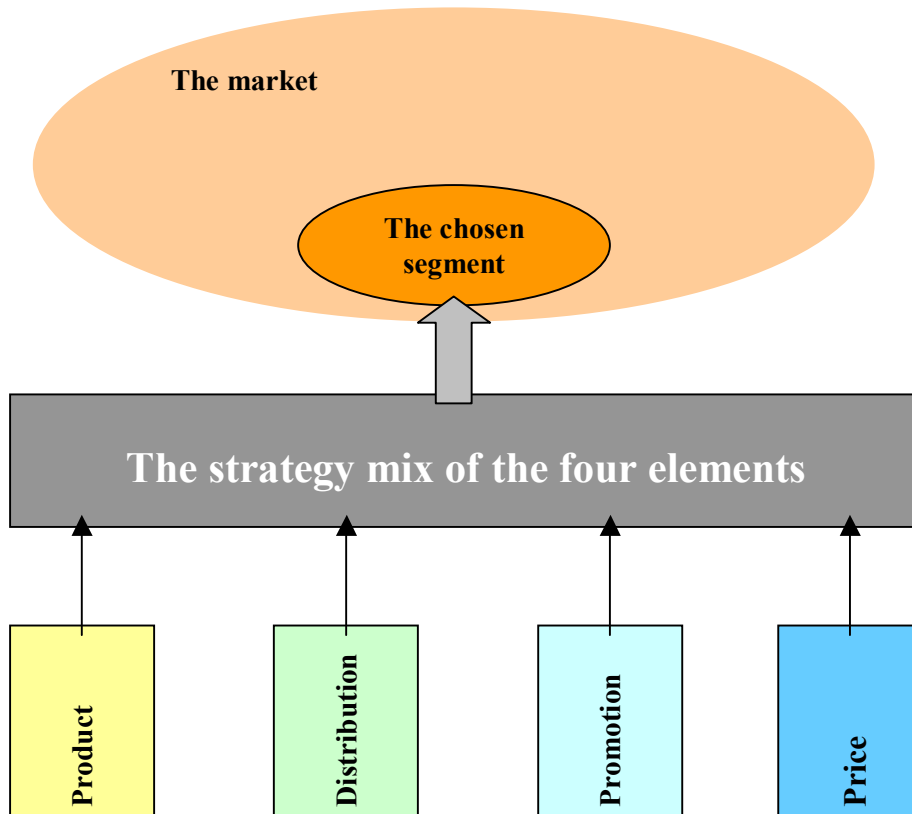 The market
The chosen
segment
The strategy mix of the four elements
Product
Distribution
Promotion
Price